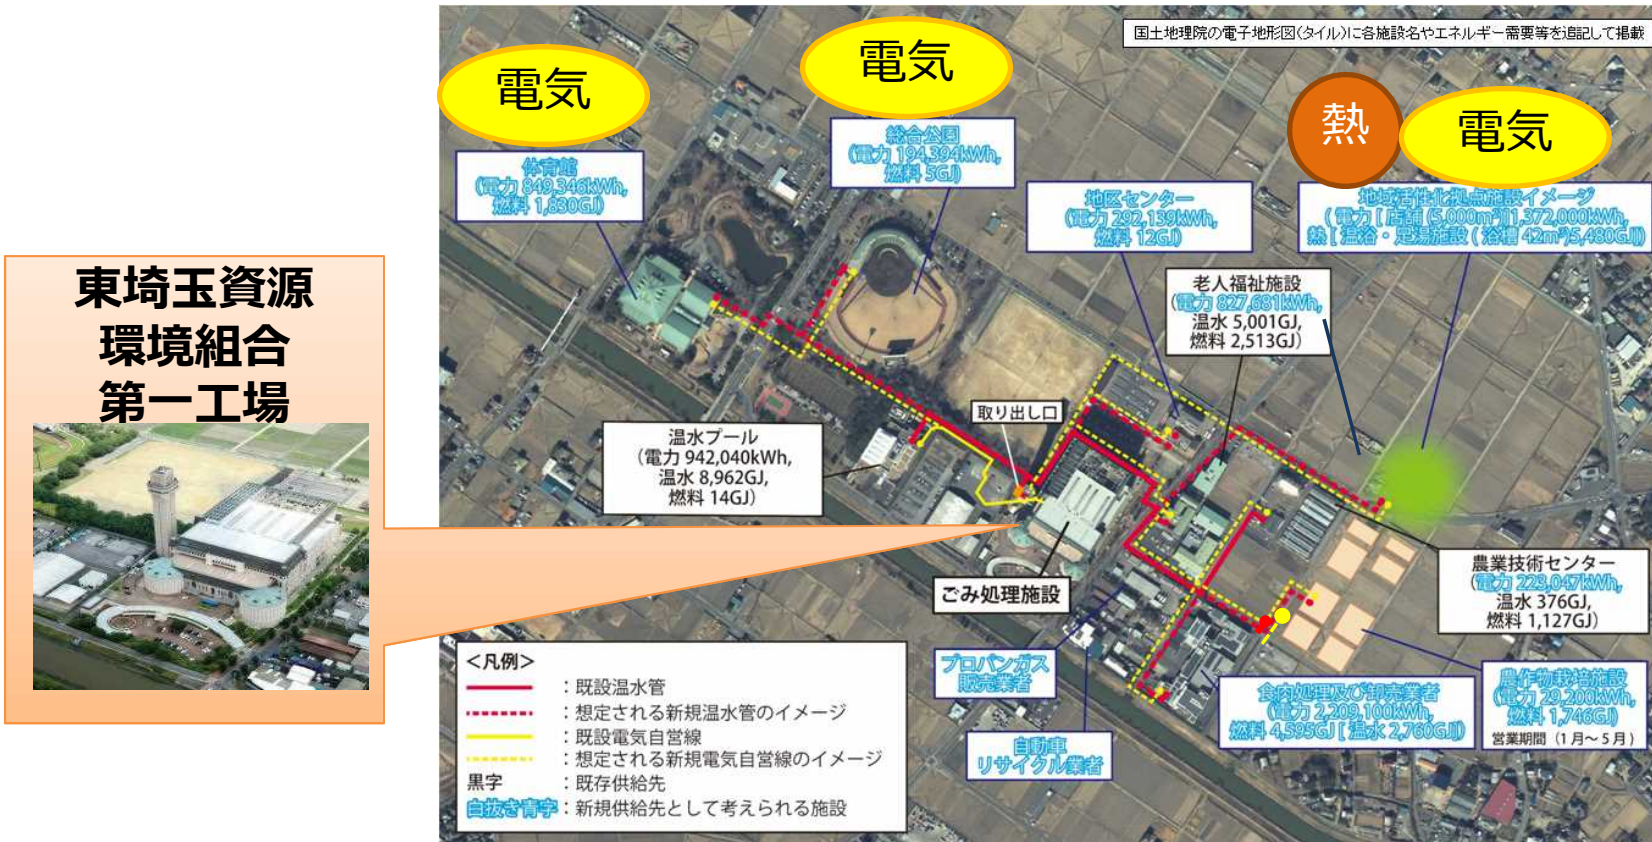 国土地理院の電子地形図(タイル)に各施設名やエネルギー需要等を追記して掲載
電気
電気
熱
電気
体育館
(電力 849,346kWh,
燃料 1,830GJ)
総合公園
(電力 194,394kWh,
燃料 5GJ)
地区センター
(電力 292,139kWh,
燃料 12GJ)
地域活性化拠点施設イメージ
(電力[店舗(5,000m²)]1,372,000kWh,
熱[温浴・足湯施設(浴槽 42m²)5,480GJ])
東埼玉資源
環境組合
第一工場
老人福祉施設
(電力 827,681kWh,
温水 5,001GJ,
燃料 2,513GJ)
取り出し口
温水プール
(電力 942,040kWh,
温水 8,962GJ,
燃料 14GJ)
ごみ処理施設
農業技術センター
(電力 223,047kWh,
温水 376GJ,
燃料 1,127GJ)
プロパンガス
販売業者
自動車
リサイクル業者
食肉処理及び卸売業者
(電力 2,209,100kWh,
燃料 4,595GJ[温水 2,760GJ])
農作物栽培施設
(電力 29,200kWh,
燃料 1,746GJ)
営業期間(1月〜5月)
<凡例>
:既設温水管
:想定される新規温水管のイメージ
:既設電気自営線
:想定される新規電気自営線のイメージ
黒字 :既存供給先
白抜き青字:新規供給先として考えられる施設